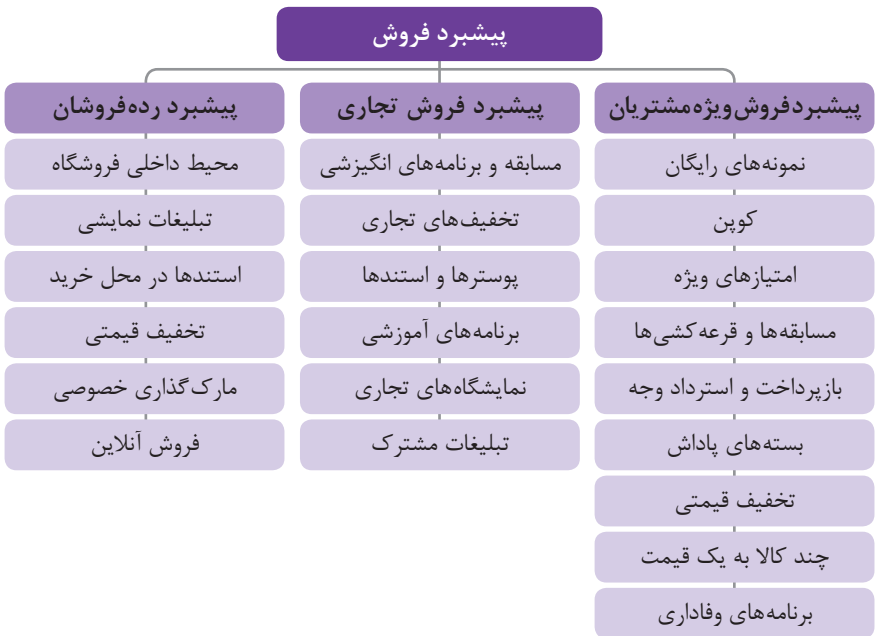 پیشبرد فروش
پیشبردفروش‌ویژه‌مشتریان
نمونه‌های رایگان
کوپن
امتیازهای ویژه
مسابقه‌ها و قرعه‌کشی‌ها
بازپرداخت و استرداد وجه
بسته‌های پاداش
تخفیف قیمتی
چند کالا به یک قیمت
برنامه‌های وفاداری
پیشبرد فروش تجاری
مسابقه و برنامه‌های انگیزشی
تخفیف‌های تجاری
پوسترها و استندها
برنامه‌های آموزشی
نمایشگاه‌های تجاری
تبلیغات مشترک
پیشبرد رده‌فروشان
محیط داخلی فروشگاه
تبلیغات نمایشی
استندها در محل خرید
تخفیف قیمتی
مارک‌گذاری خصوصی
فروش آنلاین